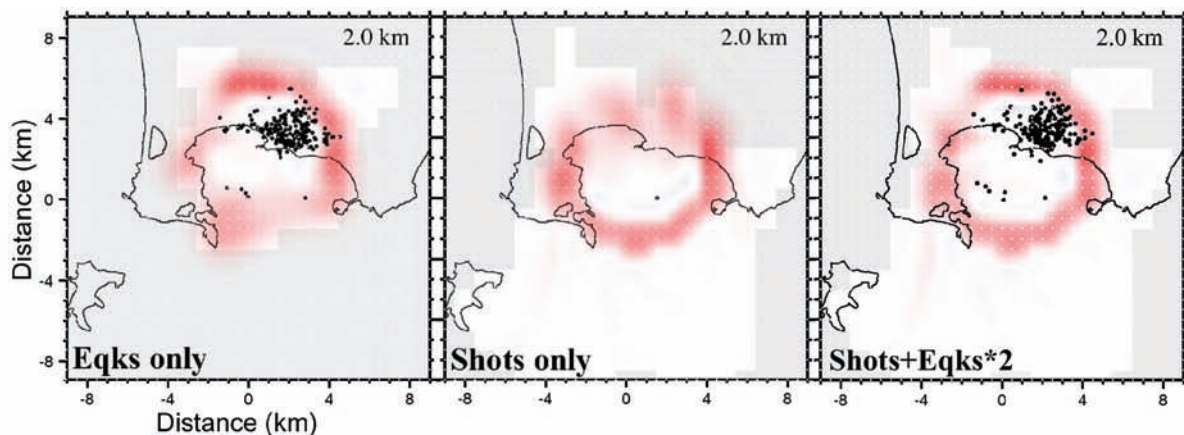 8
4
0
-4
-8
Distance (km)
2.0 km
2.0 km
2.0 km
Eqks only
Shots only
Shots+Eqks*2
-8 -4 0 4 8
-8 -4 0 4 8
-8 -4 0 4 8
Distance (km)